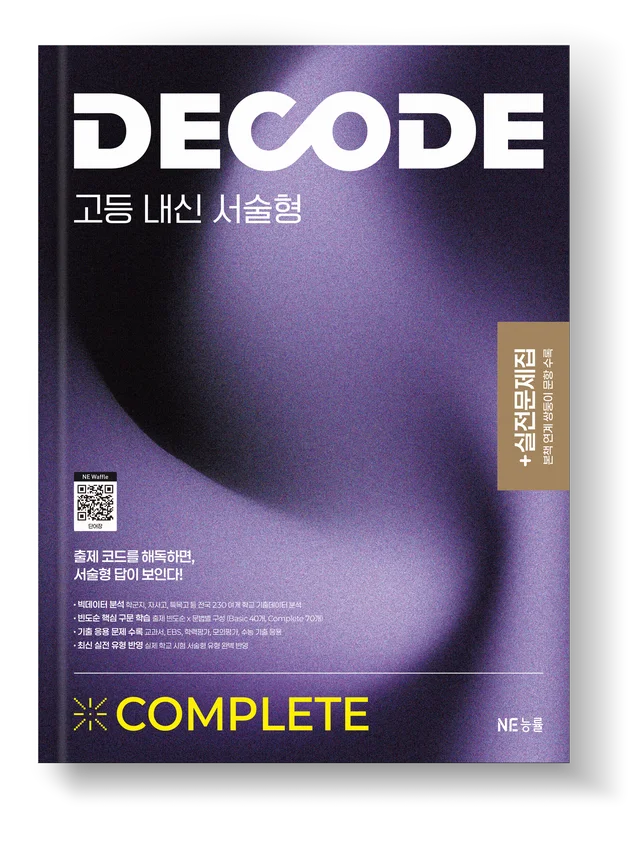 DECODE
고등 내신 서술형
+실전문제집
본책 연계 쌍둥이 문항 수록
NE Waffle
단어장
출제 코드를 해독하면,
서술형 답이 보인다!
• 빅데이터 분석 학군지, 자사고, 특목고 등 전국 230여 개 학교 기출데이터 분석
• 빈도순 핵심 구문 학습 출제 빈도순 x 문법별 구성 (Basic 40개, Complete 70개)
• 기출 응용 문제 수록 교과서, EBS, 학력평가, 모의평가, 수능 기출 응용
• 최신 실전 유형 반영 실제 학교 시험 서술형 유형 완벽 반영
COMPLETE
NE능률